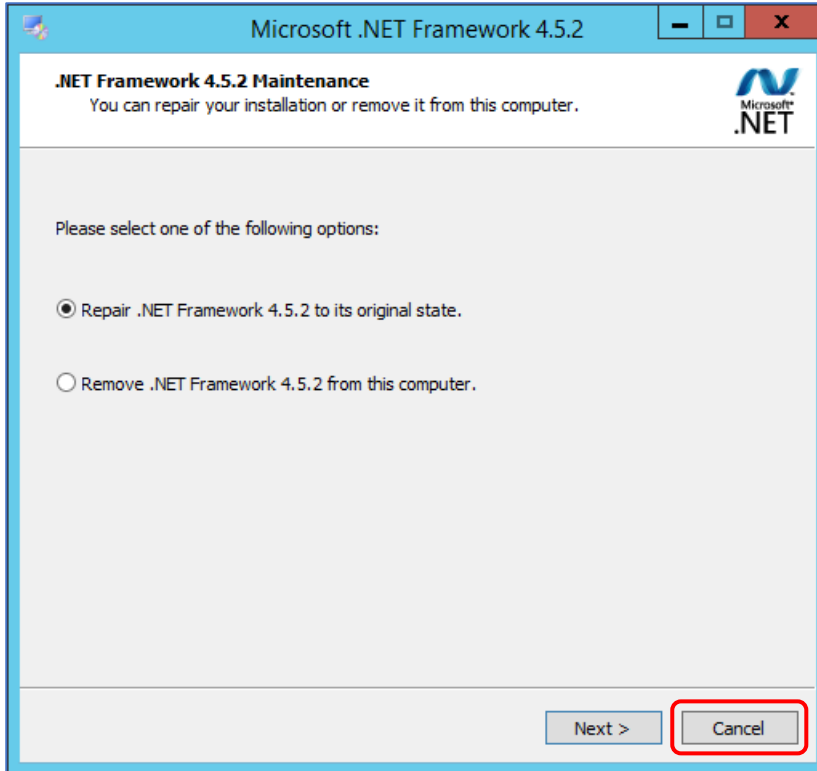 Microsoft .NET Framework 4.5.2
.NET Framework 4.5.2 Maintenance
You can repair your installation or remove it from this computer.
Microsoft®
.NET
Please select one of the following options:
Repair .NET Framework 4.5.2 to its original state.
Remove .NET Framework 4.5.2 from this computer.
Next >
Cancel